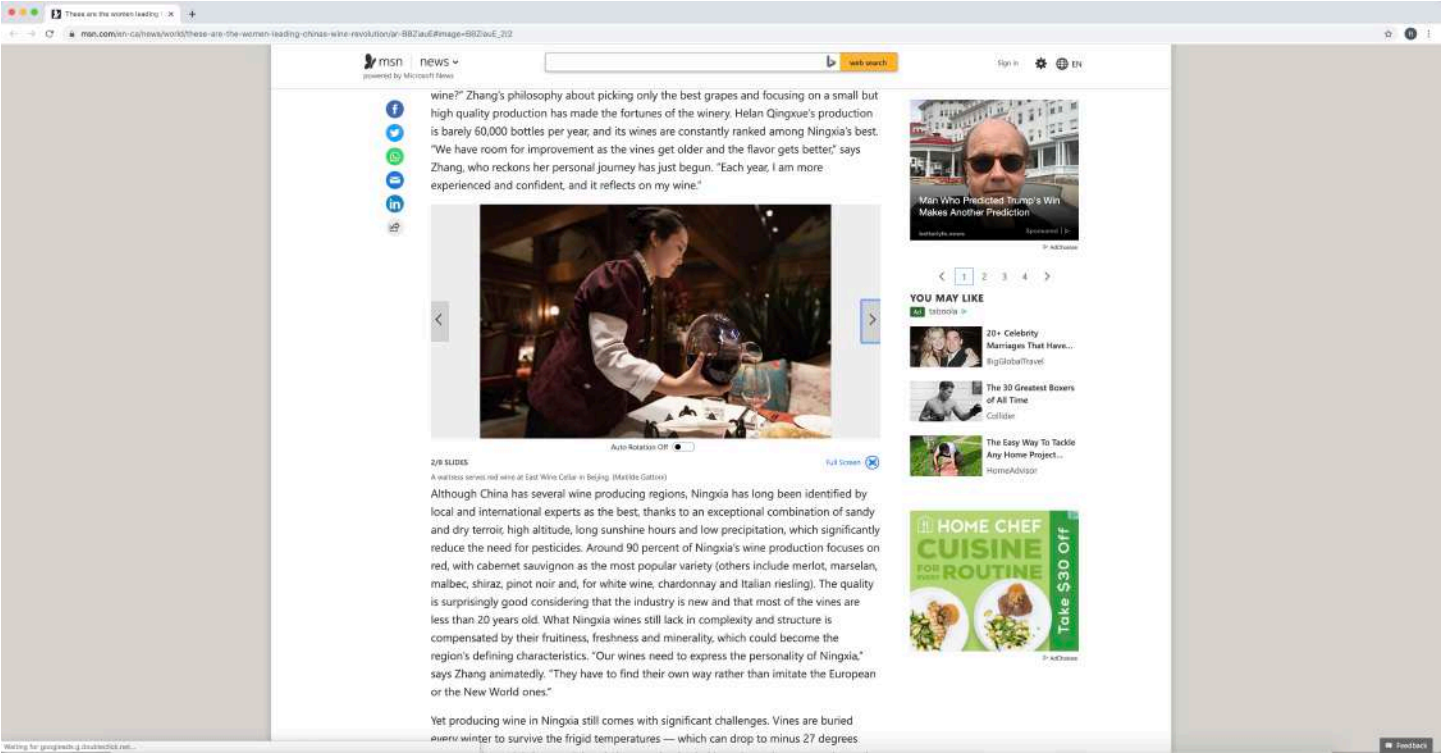 These are the women leading
msn.com/en-ca/news/world/these-are-the-women-leading-chinas-wine-revolution/ar-BBZiauE#image=BBZiauE_2|2
msn news
powered by Microsoft News
web search
Sign in
EN
wine?" Zhang's philosophy about picking only the best grapes and focusing on a small but
high quality production has made the fortunes of the winery. Helan Qingxue's production
is barely 60,000 bottles per year, and its wines are constantly ranked among Ningxia's best.
"We have room for improvement as the vines get older and the flavor gets better," says
Zhang, who reckons her personal journey has just begun. "Each year, I am more
experienced and confident, and it reflects on my wine."
Auto Rotation Off
2/8 SLIDES
Full Screen
A waitress serves red wine at East Wine Cellar in Beijing. (Matilde Gattoni)
Although China has several wine producing regions, Ningxia has long been identified by
local and international experts as the best, thanks to an exceptional combination of sandy
and dry terroir, high altitude, long sunshine hours and low precipitation, which significantly
reduce the need for pesticides. Around 90 percent of Ningxia's wine production focuses on
red, with cabernet sauvignon as the most popular variety (others include merlot, marselan,
malbec, shiraz, pinot noir and, for white wine, chardonnay and Italian riesling). The quality
is surprisingly good considering that the industry is new and that most of the vines are
less than 20 years old. What Ningxia wines still lack in complexity and structure is
compensated by their fruitiness, freshness and minerality, which could become the
region's defining characteristics. "Our wines need to express the personality of Ningxia,"
says Zhang animatedly. "They have to find their own way rather than imitate the European
or the New World ones."
Yet producing wine in Ningxia still comes with significant challenges. Vines are buried
every winter to survive the frigid temperatures — which can drop to minus 27 degrees
Man Who Predicted Trump's Win
Makes Another Prediction
Sponsored
AdChoices
1 2 3 4
YOU MAY LIKE
Ad taboola
20+ Celebrity
Marriages That Have...
BigGlobalTravel
The 30 Greatest Boxers
of All Time
Collider
The Easy Way To Tackle
Any Home Project...
HomeAdvisor
HOME CHEF
CUISINE
FOR EVERY ROUTINE
Take $30 Off
AdChoices
Waiting for googleads.g.doubleclick.net...
Feedback